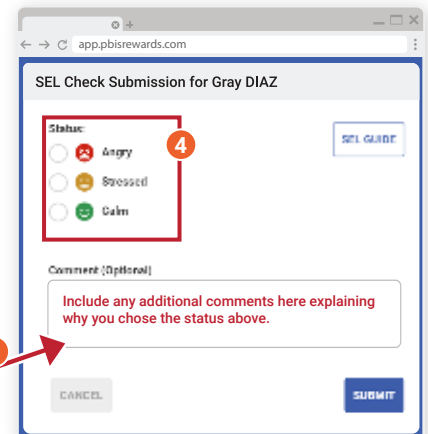 app.pbisrewards.com
SEL Check Submission for Gray DIAZ
Status:
4
SEL GUIDE
Angry
Stressed
Calm
Comment (Optional)
Include any additional comments here explaining
why you chose the status above.
CANCEL
SUBMIT